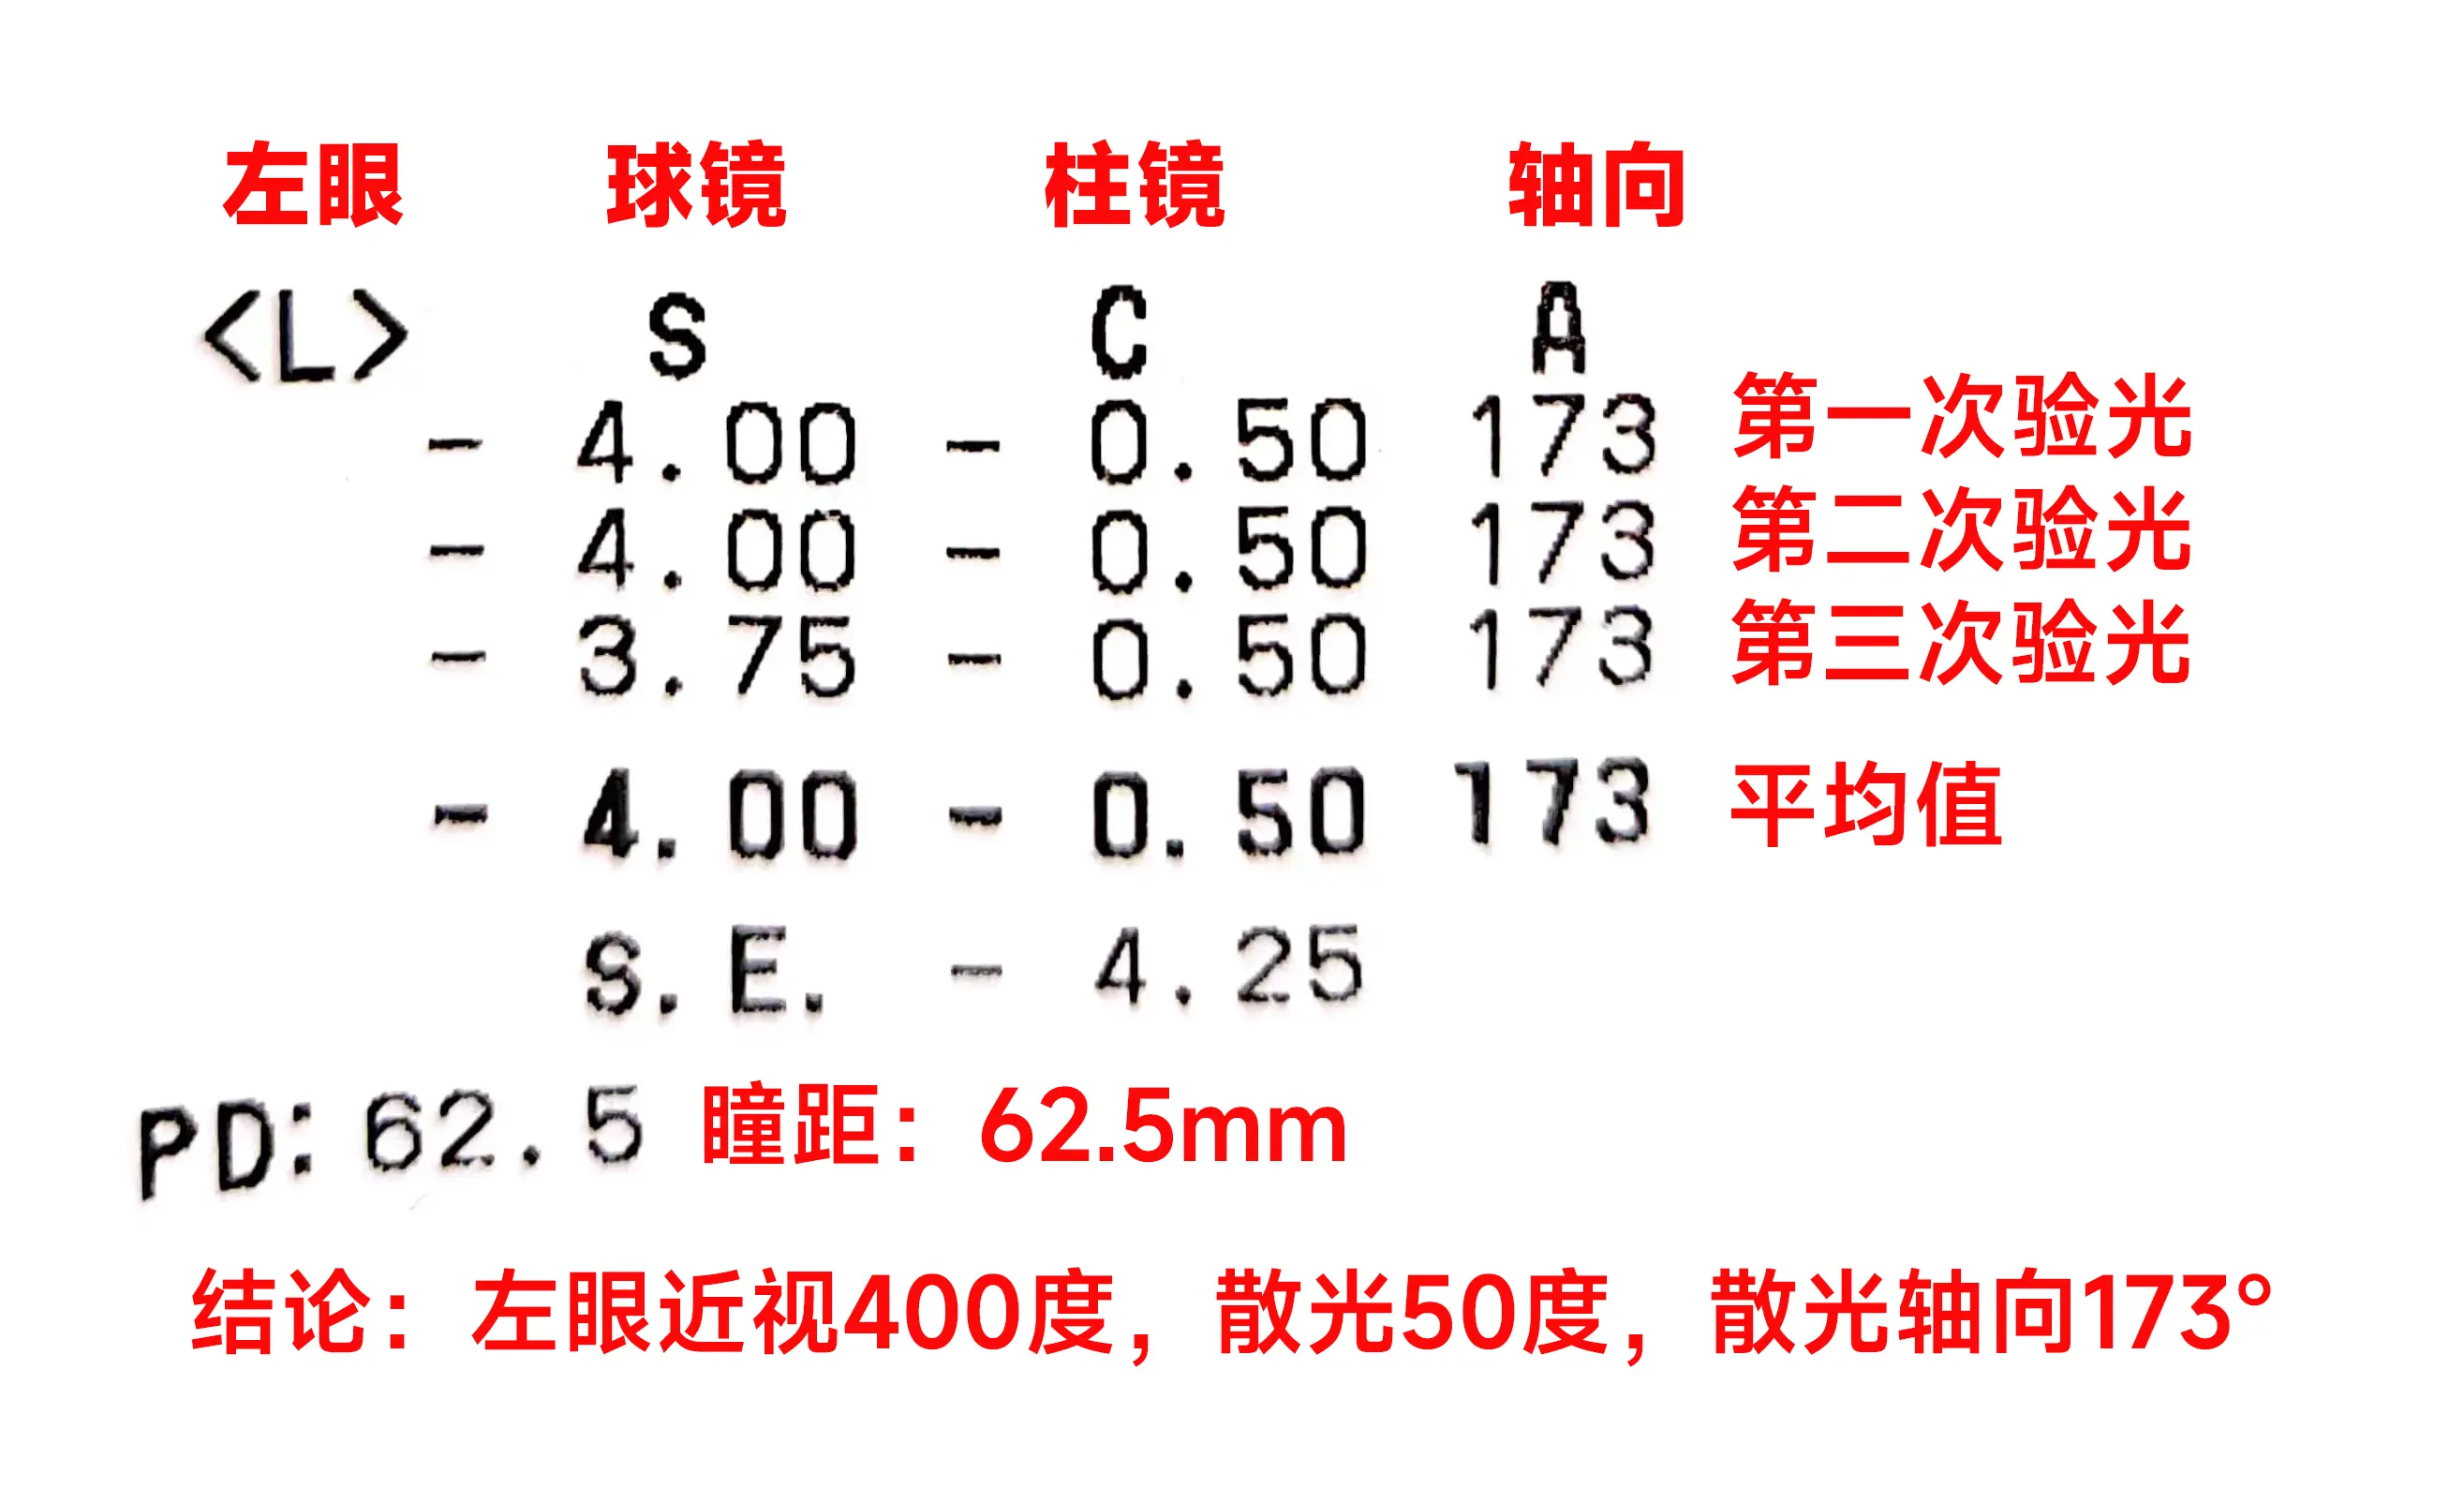 左眼 球镜 柱镜 轴向
<L> S C A
- 4.00 - 0.50 173 第一次验光
- 4.00 - 0.50 173 第二次验光
- 3.75 - 0.50 173 第三次验光
- 4.00 - 0.50 173 平均值
S.E. - 4.25
PD: 62.5 瞳距：62.5mm
结论：左眼近视400度，散光50度，散光轴向173°